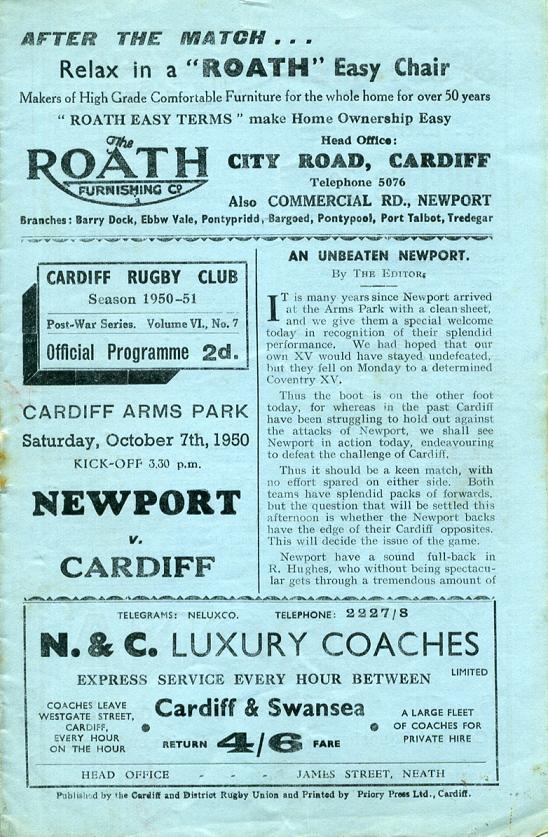 AFTER THE MATCH . . .
Relax in a "ROATH" Easy Chair
Makers of High Grade Comfortable Furniture for the whole home for over 50 years
" ROATH EASY TERMS " make Home Ownership Easy
The
ROATH
FURNISHING CO
Head Office:
CITY ROAD, CARDIFF
Telephone 5076
Also COMMERCIAL RD., NEWPORT
Branches: Barry Dock, Ebbw Vale, Pontypridd, Bargoed, Pontypool, Port Talbot, Tredegar
CARDIFF RUGBY CLUB
Season 1950-51
Post-War Series. Volume VI., No. 7
Official Programme 2d.
CARDIFF ARMS PARK
Saturday, October 7th, 1950
KICK-OFF 3.30 p.m.
NEWPORT
v.
CARDIFF
AN UNBEATEN NEWPORT.
By THE EDITOR:
IT is many years since Newport arrived
at the Arms Park with a clean sheet,
and we give them a special welcome
today in recognition of their splendid
performance. We had hoped that our
own XV would have stayed undefeated,
but they fell on Monday to a determined
Coventry XV.
Thus the boot is on the other foot
today, for whereas in the past Cardiff
have been struggling to hold out against
the attacks of Newport, we shall see
Newport in action today, endeavouring
to defeat the challenge of Cardiff.
Thus it should be a keen match, with
no effort spared on either side. Both
teams have splendid packs of forwards,
but the question that will be settled this
afternoon is whether the Newport backs
have the edge of their Cardiff opposites.
This will decide the issue of the game.
Newport have a sound full-back in
R. Hughes, who without being spectacu-
lar gets through a tremendous amount of
TELEGRAMS: NELUXCO. TELEPHONE: 2227/8
N. & C. LUXURY COACHES
LIMITED
EXPRESS SERVICE EVERY HOUR BETWEEN
COACHES LEAVE
WESTGATE STREET,
CARDIFF,
EVERY HOUR
ON THE HOUR
Cardiff & Swansea
RETURN 4/6 FARE
A LARGE FLEET
OF COACHES FOR
PRIVATE HIRE
HEAD OFFICE - - - JAMES STREET, NEATH
Published by the Cardiff and District Rugby Union and Printed by Priory Press Ltd., Cardiff.